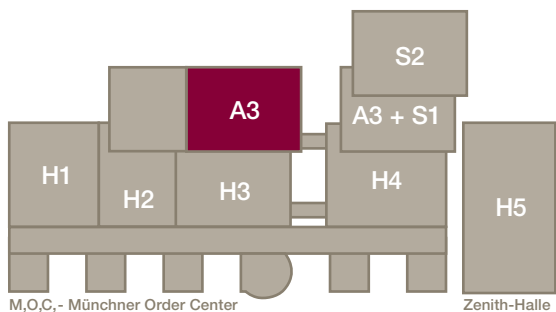 S2
A3
A3 + S1
H1
H2
H3
H4
H5
M,O,C,- Münchner Order Center
Zenith-Halle